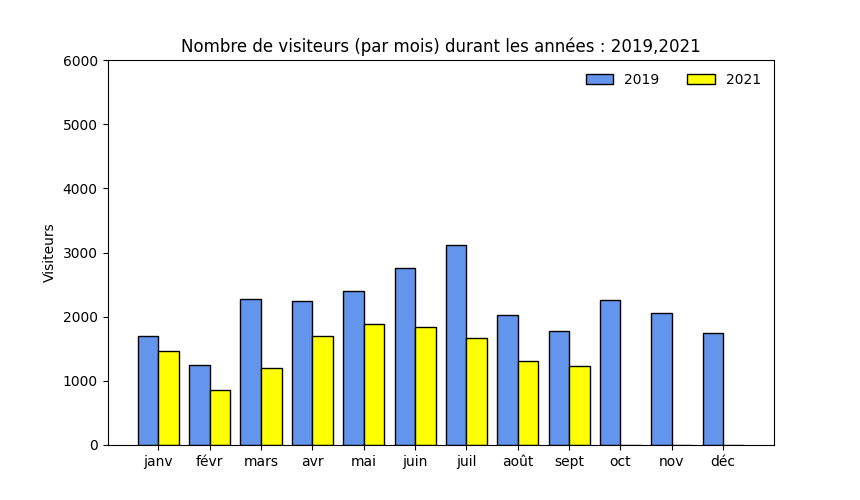 Nombre de visiteurs (par mois) durant les années : 2019,2021
2019 2021
6000
5000
4000
3000
2000
1000
0
Visiteurs
janv févr mars avr mai juin juil août sept oct nov déc